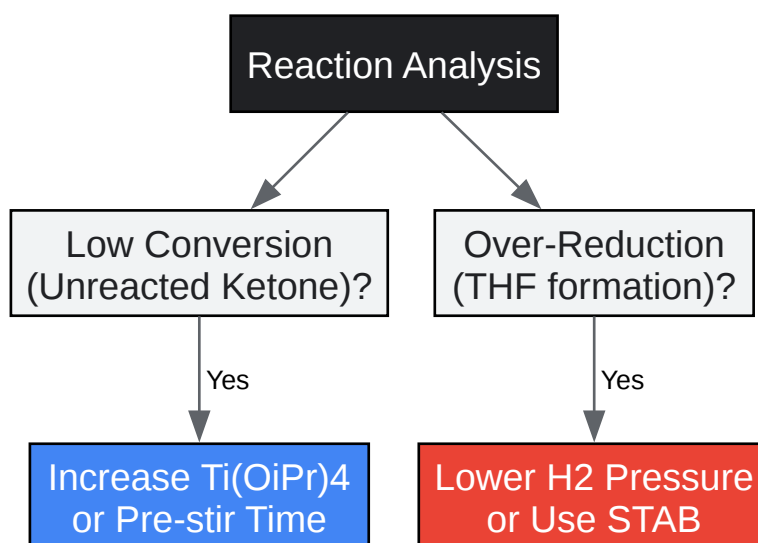 Reaction Analysis
Low Conversion
(Unreacted Ketone)?
Over-Reduction
(THF formation)?
Yes
Yes
Increase Ti(OiPr)4
or Pre-stir Time
Lower H2 Pressure
or Use STAB